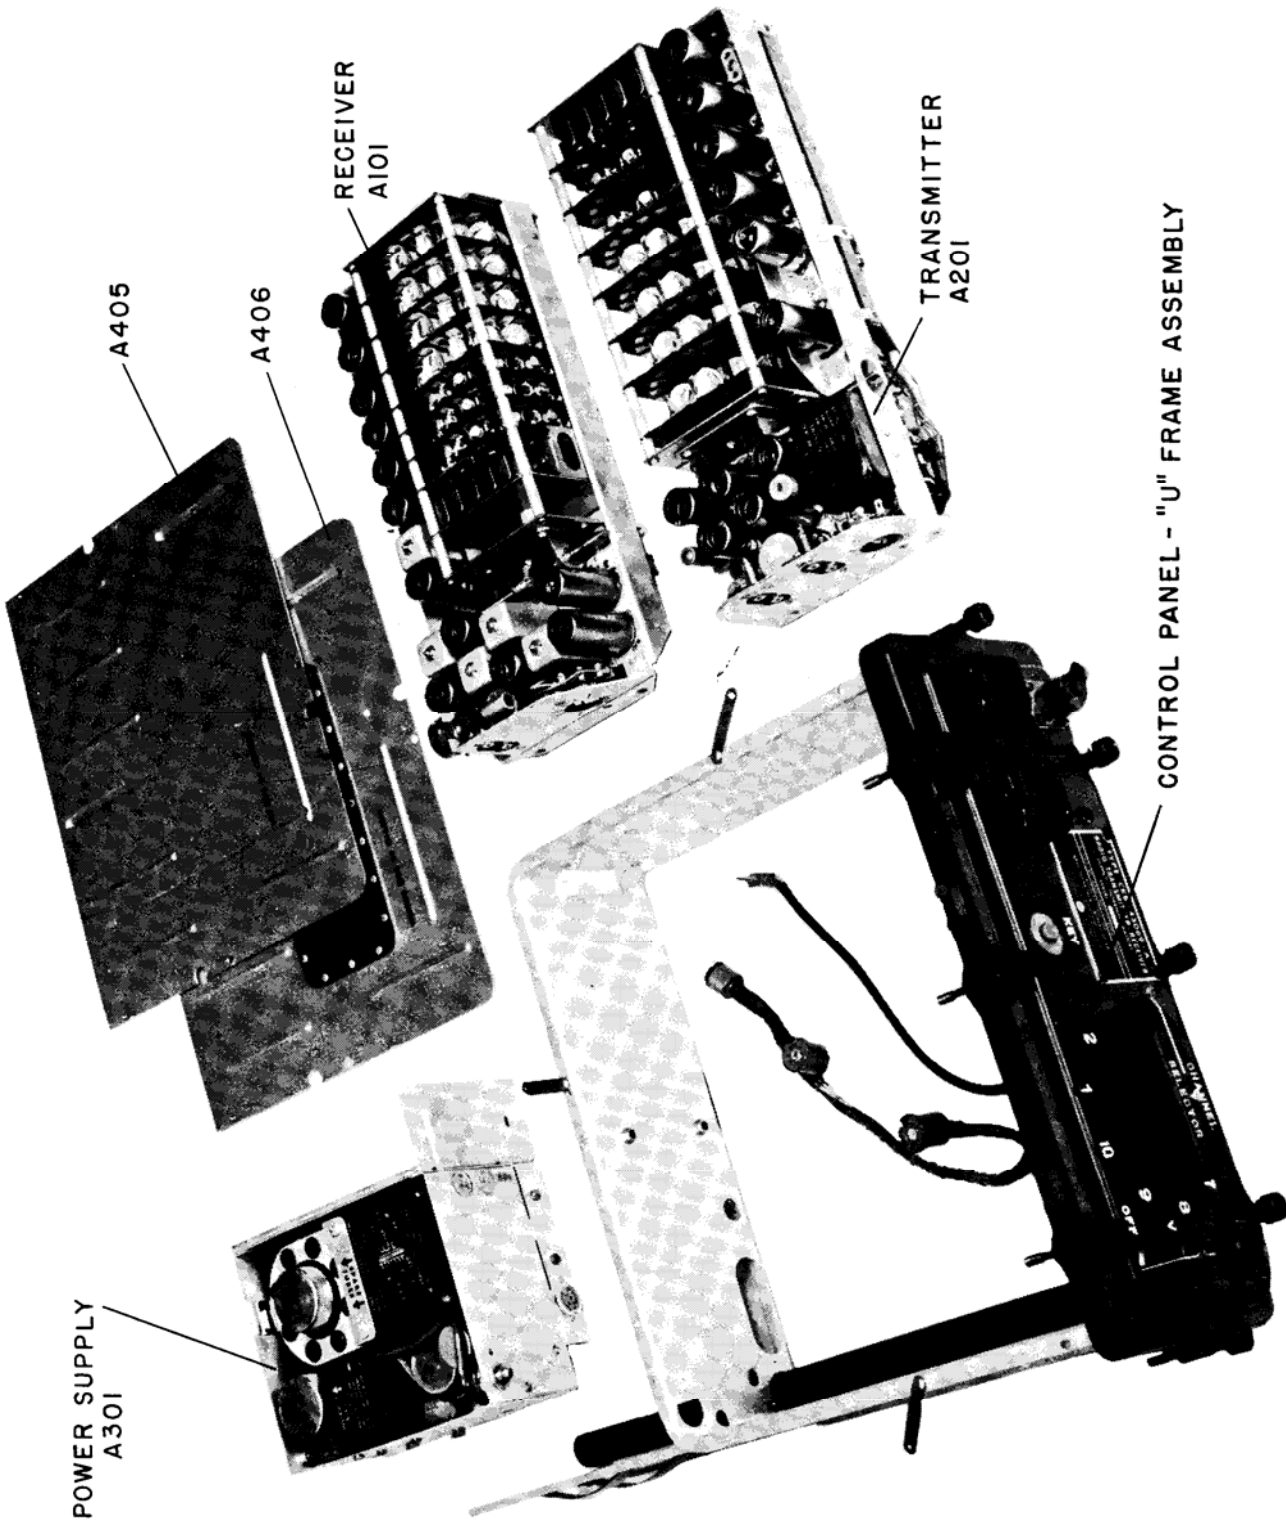 POWER SUPPLY
A301
A405
A406
RECEIVER
A101
TRANSMITTER
A201
CONTROL PANEL - "U" FRAME ASSEMBLY
KEY
2
1
10
9
OFF
8
7
CHANNEL
SELECTOR